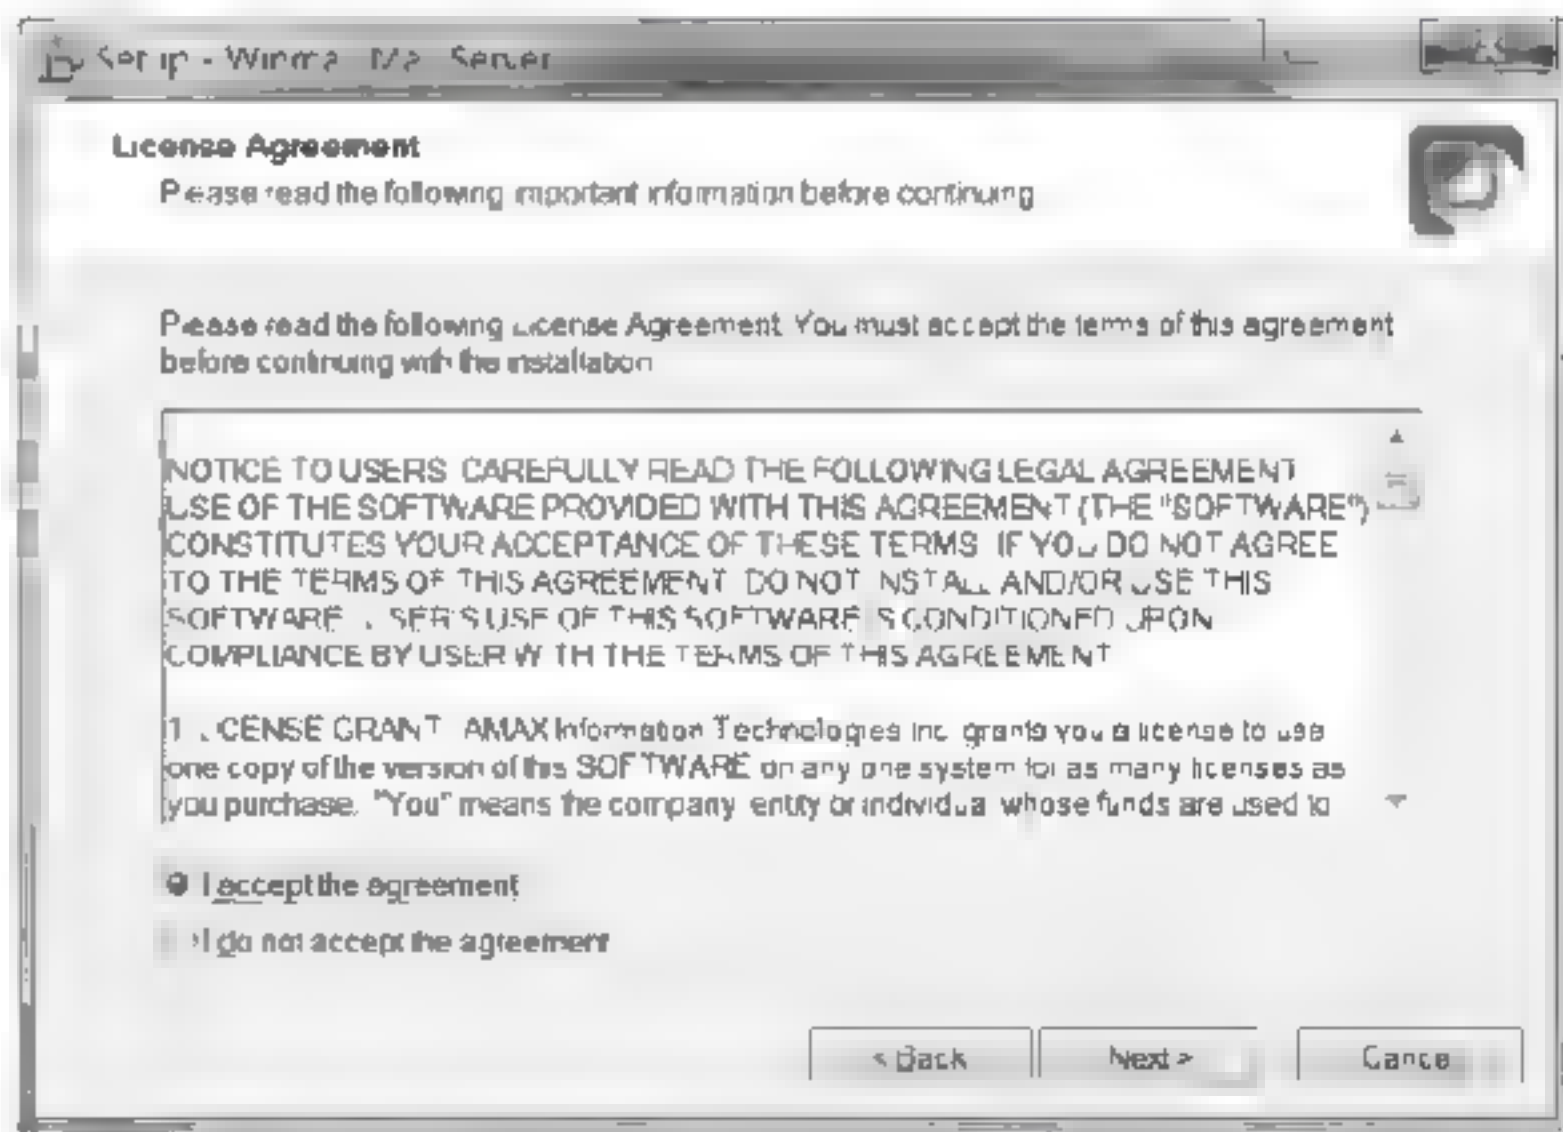 Setup - Winmail Mail Server
License Agreement
Please read the following important information before continuing
Please read the following License Agreement. You must accept the terms of this agreement
before continuing with the installation
NOTICE TO USERS CAREFULLY READ THE FOLLOWING LEGAL AGREEMENT
USE OF THE SOFTWARE PROVIDED WITH THIS AGREEMENT (THE "SOFTWARE")
CONSTITUTES YOUR ACCEPTANCE OF THESE TERMS IF YOU DO NOT AGREE
TO THE TERMS OF THIS AGREEMENT DO NOT INSTALL AND/OR USE THIS
SOFTWARE USER'S USE OF THIS SOFTWARE IS CONDITIONED UPON
COMPLIANCE BY USER WITH THE TERMS OF THIS AGREEMENT
1 LICENSE GRANT AMAX Information Technologies Inc. grants you a license to use
one copy of the version of this SOFTWARE on any one system for as many licenses as
you purchase. "You" means the company entity or individual whose funds are used to
I accept the agreement
I do not accept the agreement
< Back
Next >
Cancel